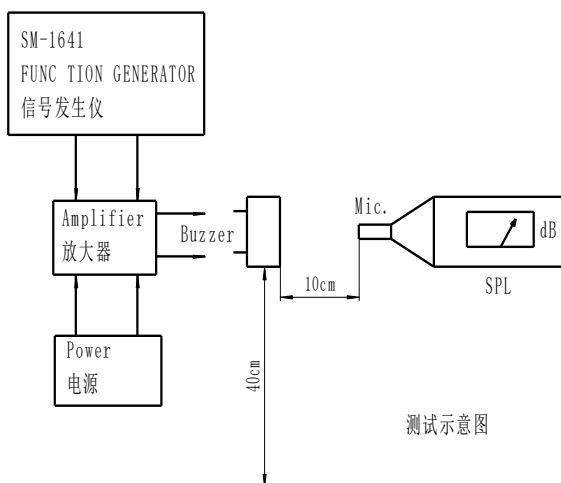 SM-1641
FUNC TION GENERATOR
信号发生仪
Amplifier
放大器
Buzzer
Mic.
dB
SPL
10cm
Power
电源
40cm
测试示意图